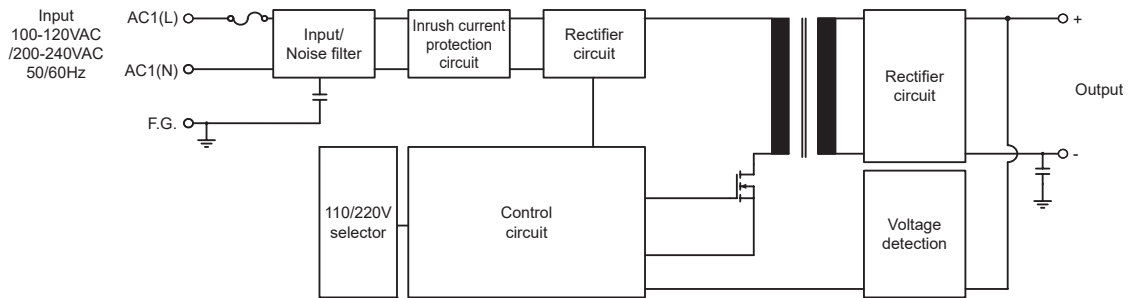 Input
100-120VAC
/200-240VAC
50/60Hz
AC1(L)
AC1(N)
F.G.
Input/
Noise filter
Inrush current
protection
circuit
Rectifier
circuit
Rectifier
circuit
+
Output
-
110/220V
selector
Control
circuit
Voltage
detection